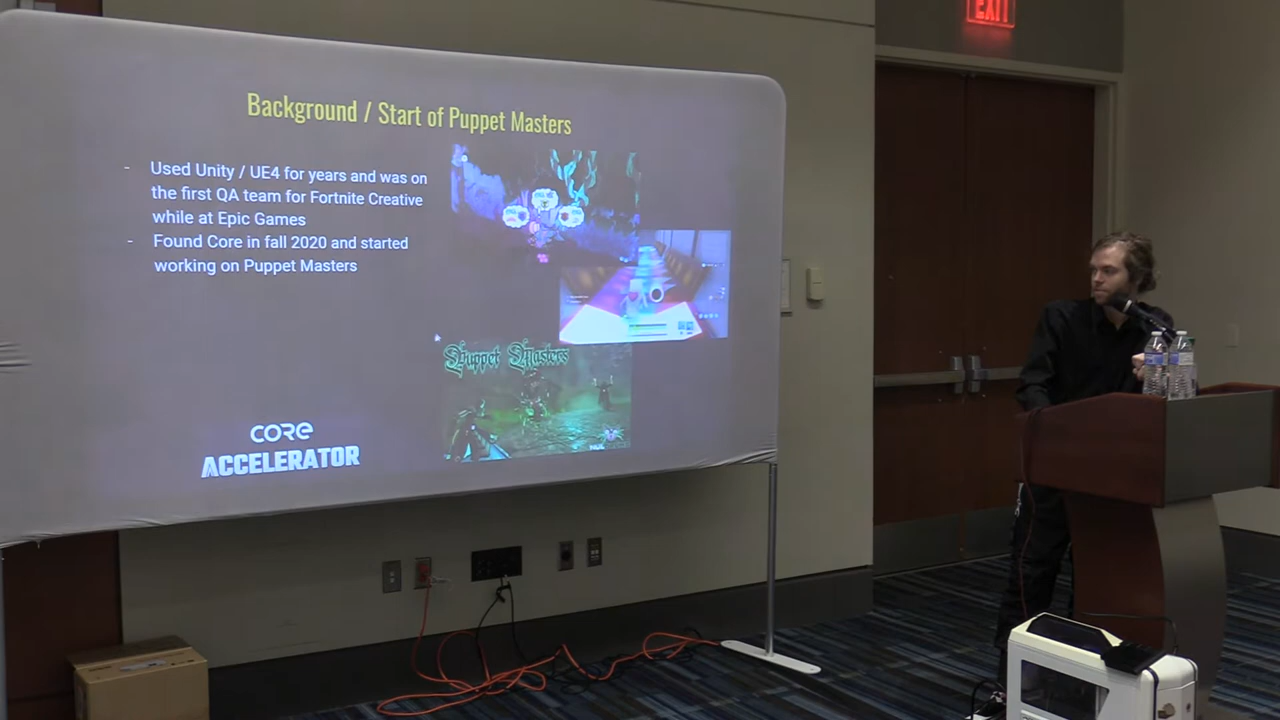 EXIT
Background / Start of Puppet Masters
- Used Unity / UE4 for years and was on
the first QA team for Fortnite Creative
while at Epic Games
- Found Core in fall 2020 and started
working on Puppet Masters
Puppet Masters
CORE
ACCELERATOR